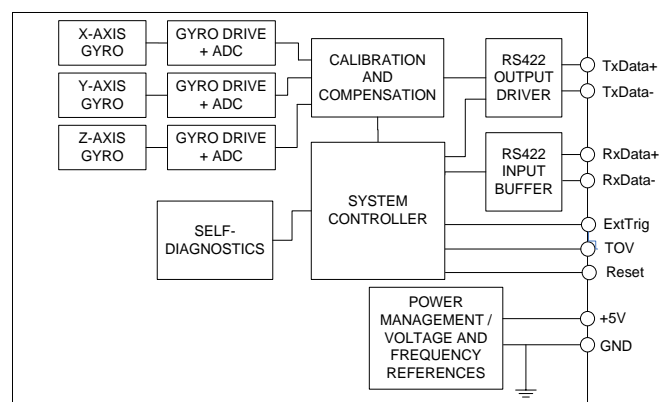 X-AXIS
GYRO
GYRO DRIVE
+ ADC
Y-AXIS
GYRO
GYRO DRIVE
+ ADC
Z-AXIS
GYRO
GYRO DRIVE
+ ADC
CALIBRATION
AND
COMPENSATION
RS422
OUTPUT
DRIVER
TxData+
TxData-
RS422
INPUT
BUFFER
RxData+
RxData-
SELF-
DIAGNOSTICS
SYSTEM
CONTROLLER
ExtTrig
TOV
Reset
POWER
MANAGEMENT /
VOLTAGE AND
FREQUENCY
REFERENCES
+5V
GND